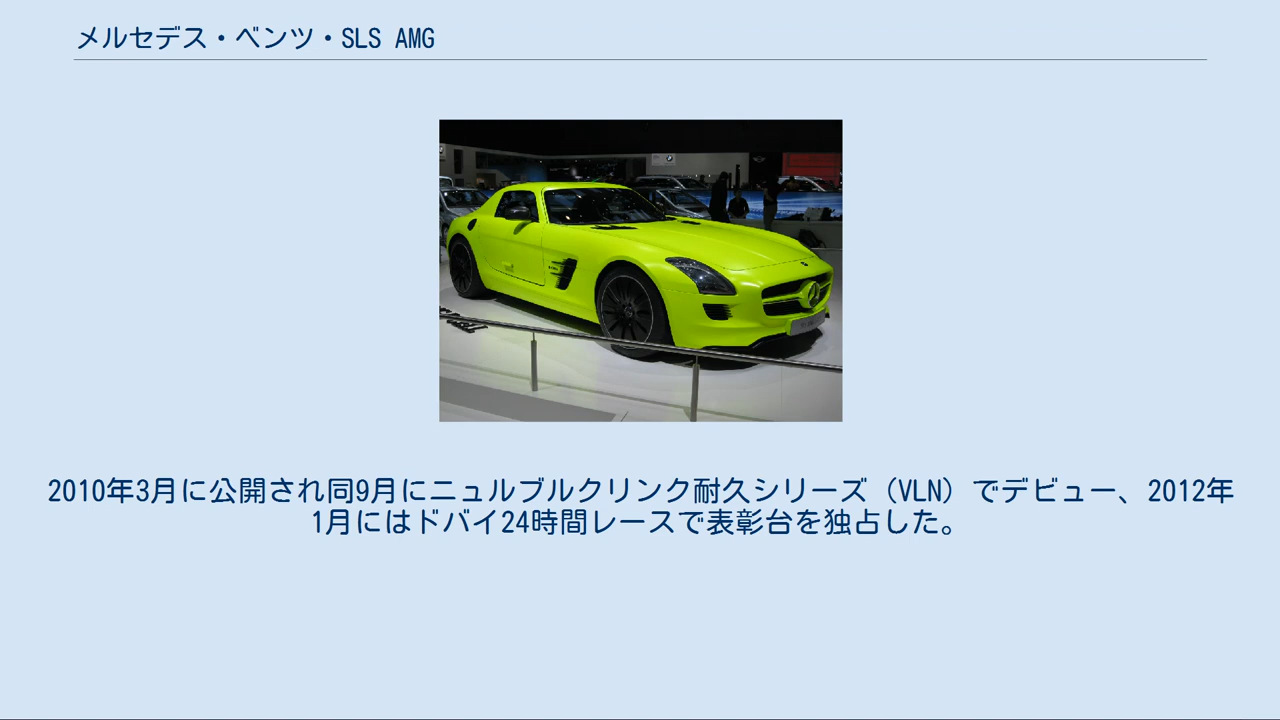 メルセデス・ベンツ・SLS AMG
2010年3月に公開され同9月にニュルブルクリンク耐久シリーズ（VLN）でデビュー、2012年
1月にはドバイ24時間レースで表彰台を独占した。